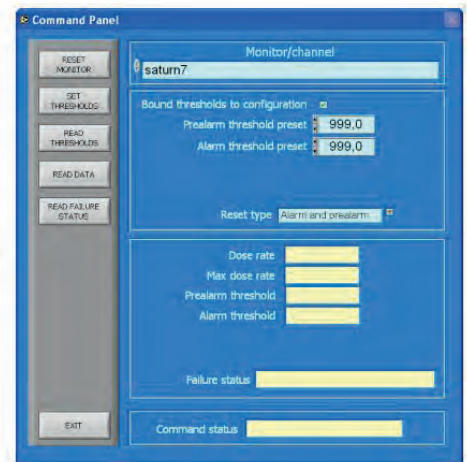 Command Panel
RESET
MONITOR
SET
THRESHOLDS
READ
THRESHOLDS
READ DATA
READ FAILURE
STATUS
EXIT
Monitor/channel
saturn7
Bound thresholds to configuration
Prealarm threshold preset 999,0
Alarm threshold preset 999,0
Reset type Alarm and prealarm
Dose rate
Max dose rate
Prealarm threshold
Alarm threshold
Failure status
Command status